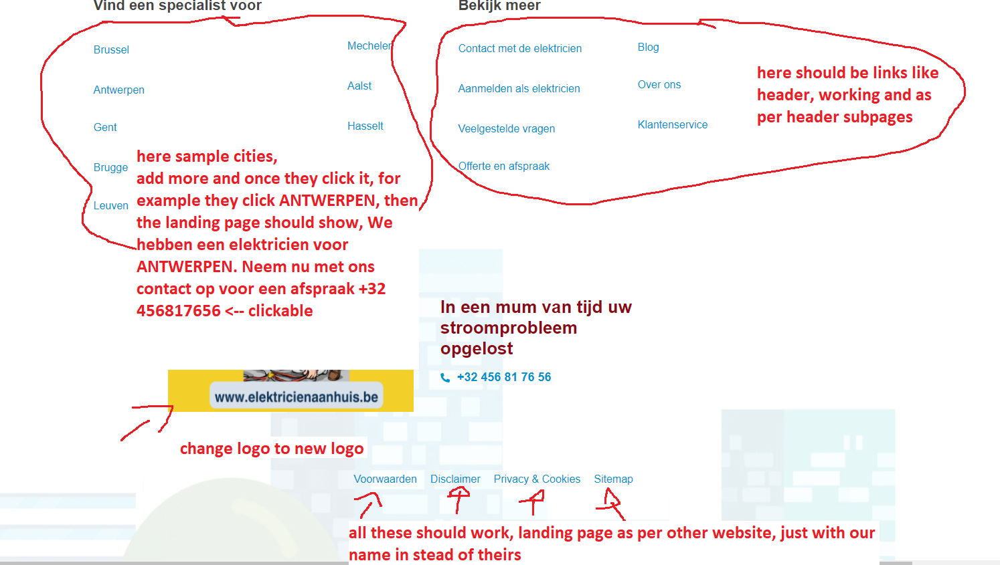 Vind een specialist voor
Brussel
Antwerpen
Gent
Brugge
Leuven
Mechelen
Aalst
Hasselt
here sample cities,
add more and once they click it, for
example they click ANTWERPEN, then
the landing page should show, We
hebben een elektricien voor
ANTWERPEN. Neem nu met ons
contact op voor een afspraak +32
456817656 <-- clickable
Bekijk meer
Contact met de elektricien
Aanmelden als elektricien
Veelgestelde vragen
Offerte en afspraak
Blog
Over ons
Klantenservice
here should be links like
header, working and as
per header subpages
In een mum van tijd uw
stroomprobleem
opgelost
+32 456 81 76 56
www.elektricienaanhuis.be
change logo to new logo
Voorwaarden Disclaimer Privacy & Cookies Sitemap
all these should work, landing page as per other website, just with our
name in stead of theirs